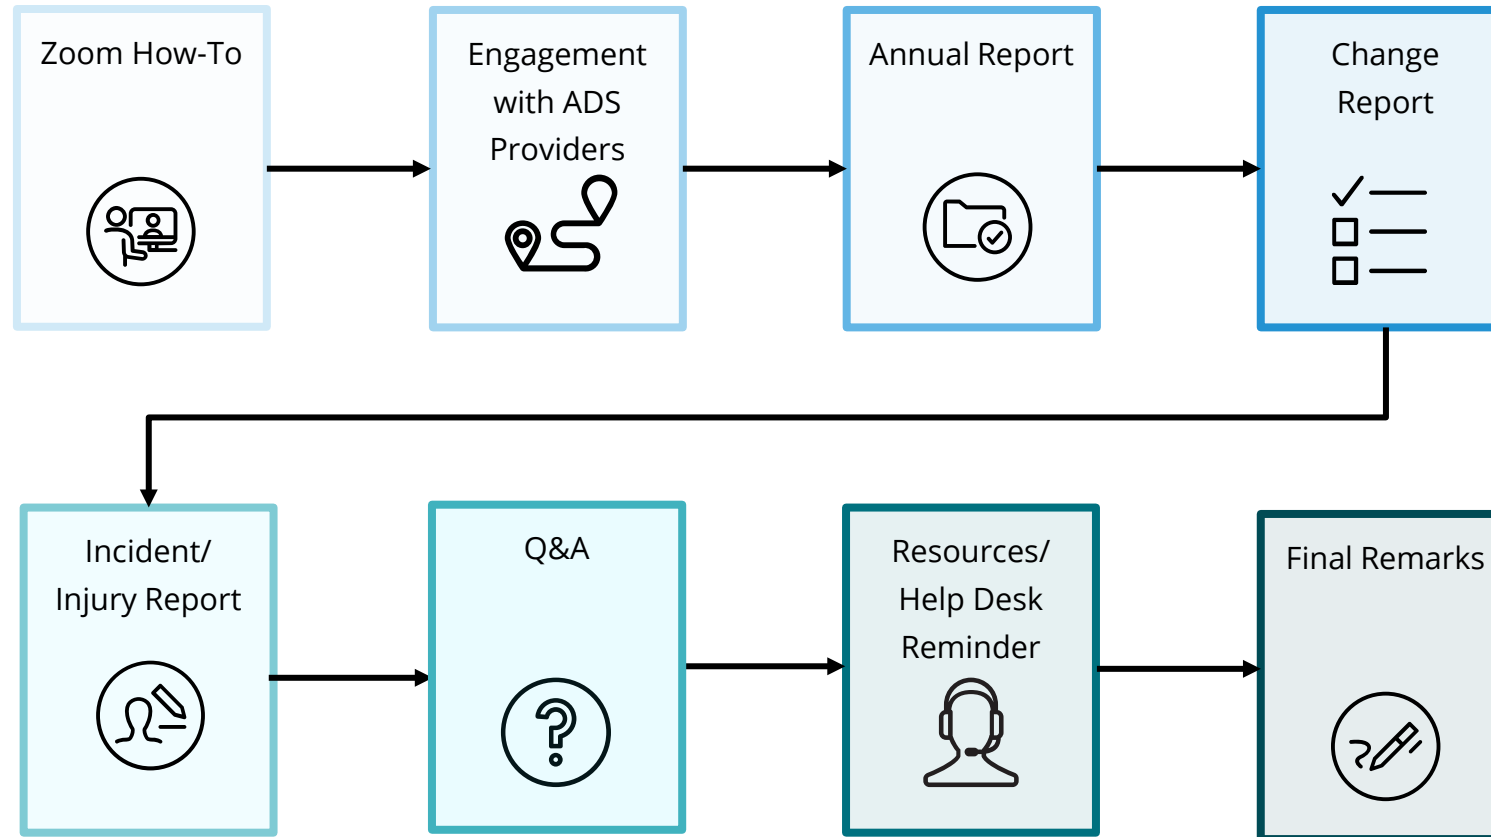 Zoom How-To
Engagement
with ADS
Providers
Annual Report
Change
Report
Incident/
Injury Report
Q&A
Resources/
Help Desk
Reminder
Final Remarks